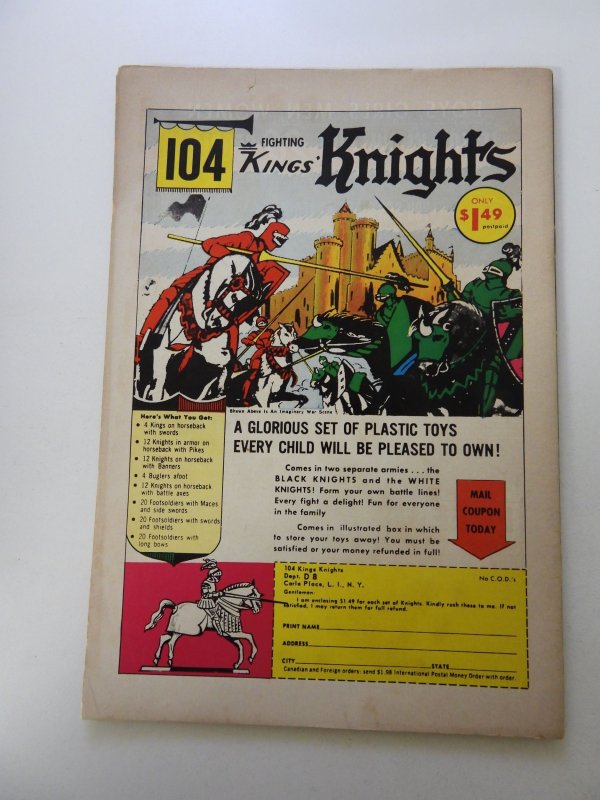 104
FIGHTING
KINGS' Knights
ONLY
$1.49
postpaid
Shown Above Is An Imaginary War Scene
Here's What You Get:
• 4 Kings on horseback
with swords
• 12 Knights in armor on
horseback with Pikes
• 12 Knights on horseback
with Banners
• 4 Buglers afoot
• 12 Knights on horseback
with battle axes
• 20 Footsoldiers with Maces
and side swords
• 20 Footsoldiers with swords
and shields
• 20 Footsoldiers with
long bows
A GLORIOUS SET OF PLASTIC TOYS
EVERY CHILD WILL BE PLEASED TO OWN!
Comes in two separate armies . . . the
BLACK KNIGHTS and the WHITE
KNIGHTS! Form your own battle lines!
Every fight a delight! Fun for everyone
in the family
Comes in illustrated box in which
to store your toys away! You must be
satisfied or your money refunded in full!
MAIL
COUPON
TODAY
104 Kings Knights
Dept. D 8
Carle Place, L. I., N. Y.
No C.O.D.'s
Gentlemen:
I am enclosing $1.49 for each set of Knights. Kindly rush these to me. If not
satisfied, I may return them for full refund.
PRINT NAME
ADDRESS
CITY STATE
Canadian and Foreign orders: send $1.98 International Postal Money Order with order.